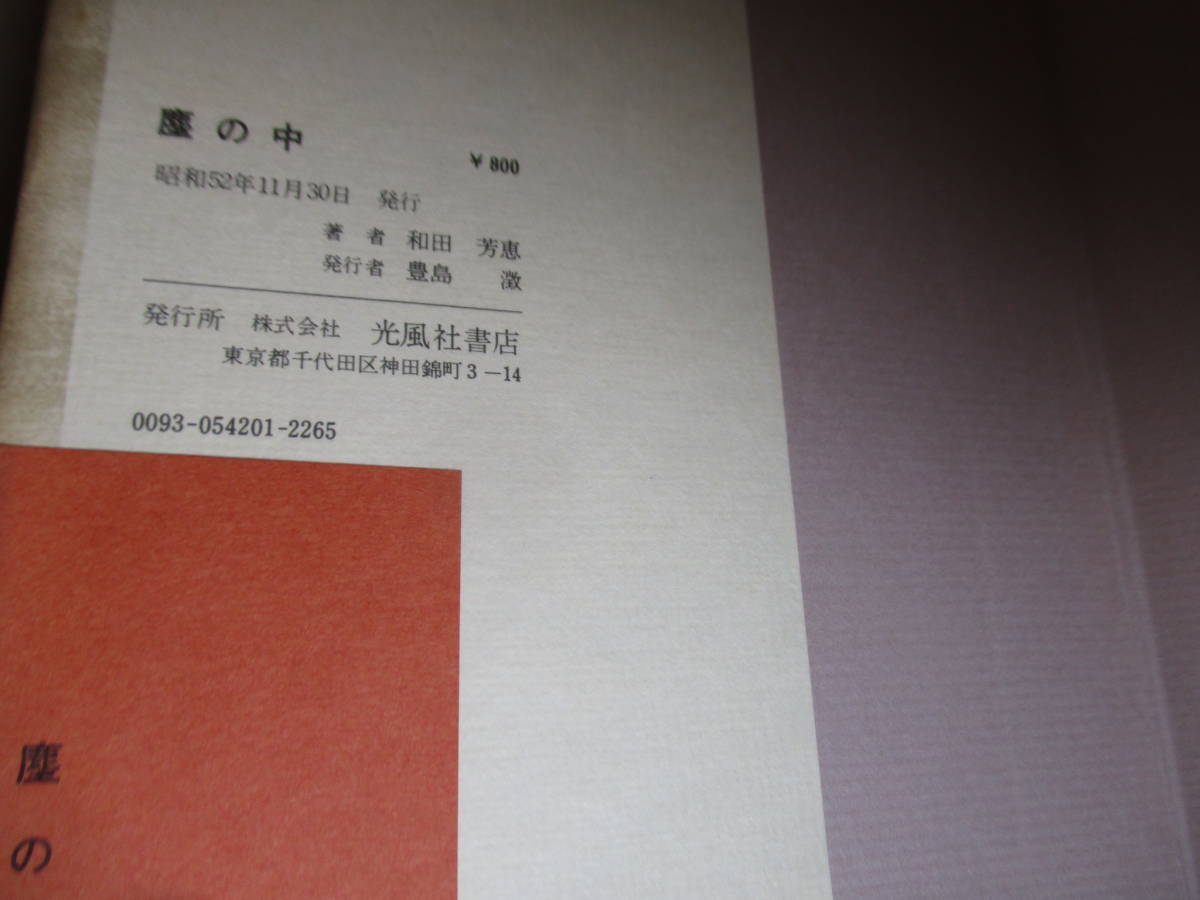 塵の中
¥800
昭和52年11月30日 発行
著者 和田 芳恵
発行者 豊島 澂
発行所 株式会社 光風社書店
東京都千代田区神田錦町3-14
0093-054201-2265
塵の